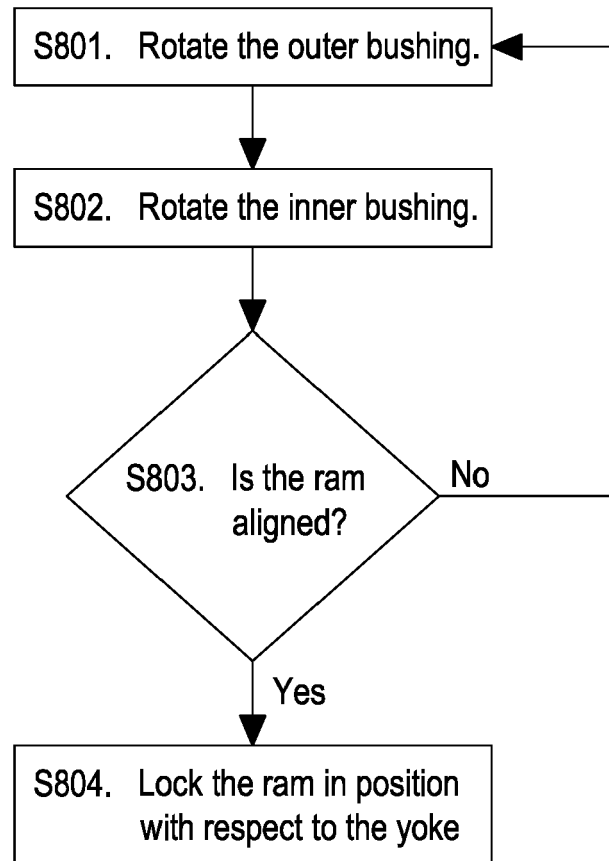 S801. Rotate the outer bushing.
S802. Rotate the inner bushing.
S803. Is the ram
aligned?
No
Yes
S804. Lock the ram in position
with respect to the yoke